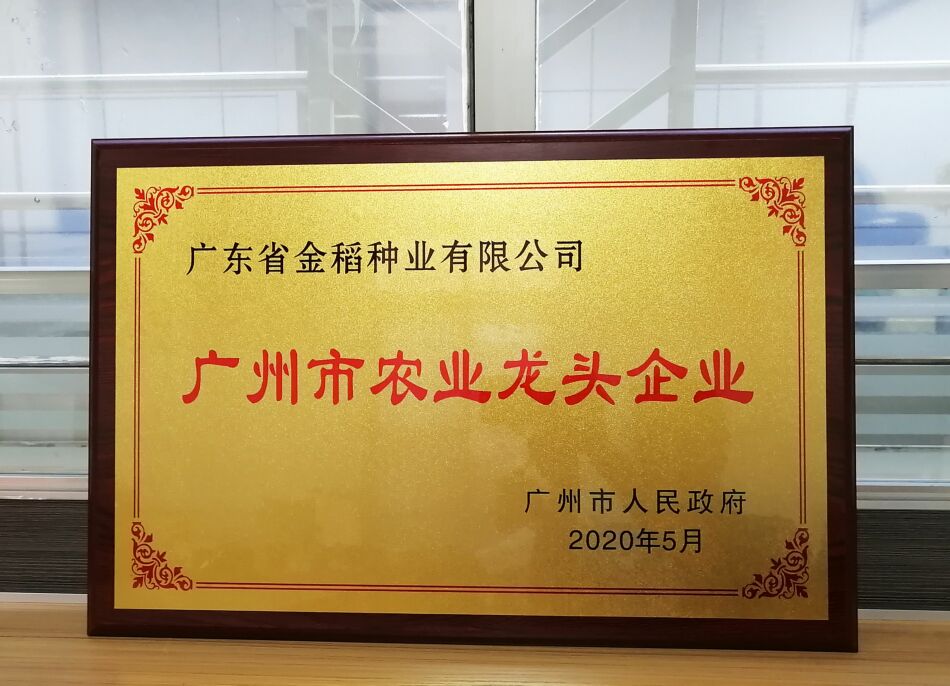 广东省金稻种业有限公司
广州市农业龙头企业
广州市人民政府
2020年5月